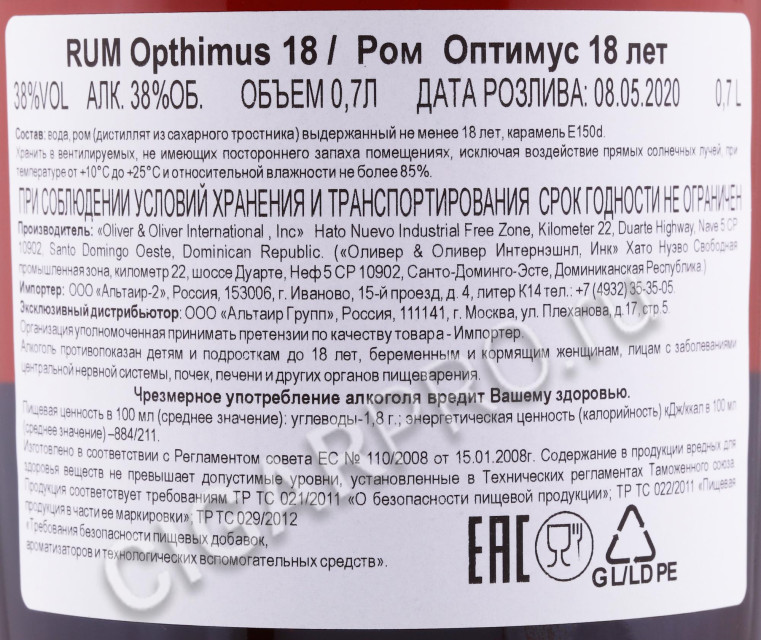 RUM Opthimus 18 / Ром Оптимус 18 лет
38%VOL АЛК. 38%ОБ. ОБЪЕМ 0,7Л ДАТА РОЗЛИВА: 08.05.2020 0,7 L
Состав: вода, ром (дистиллят из сахарного тростника) выдержанный не менее 18 лет, карамель E150d.
Хранить в вентилируемых, не имеющих постороннего запаха помещениях, исключая воздействие прямых солнечных лучей, при
температуре от +10°С до +25°С и относительной влажности не более 85%.
ПРИ СОБЛЮДЕНИИ УСЛОВИЙ ХРАНЕНИЯ И ТРАНСПОРТИРОВАНИЯ СРОК ГОДНОСТИ НЕ ОГРАНИЧЕН
Производитель: «Oliver & Oliver International , Inc» Hato Nuevo Industrial Free Zone, Kilometer 22, Duarte Highway, Nave 5 CP
10902, Santo Domingo Oeste, Dominican Republic. («Оливер & Оливер Интернэшнл, Инк» Хато Нуэво Свободная
промышленная зона, километр 22, шоссе Дуарте, Неф 5 CP 10902, Санто-Доминго-Эсте, Доминиканская Республика )
Импортер: ООО «Альтаир-2», Россия, 153006, г. Иваново, 15-й проезд, д. 4, литер К14 тел.: +7 (4932) 35-35-05.
Эксклюзивный дистрибьютор: ООО «Альтаир Групп», Россия, 111141, г. Москва, ул. Плеханова, д.17, стр.5.
Организация уполномоченная принимать претензии по качеству товара - Импортер.
Алкоголь противопоказан детям и подросткам до 18 лет, беременным и кормящим женщинам, лицам с заболеваниями
центральной нервной системы, почек, печени и других органов пищеварения.
Чрезмерное употребление алкоголя вредит Вашему здоровью.
Пищевая ценность в 100 мл (среднее значение): углеводы-1,8 г.; энергетическая ценность (калорийность) кДж/ккал в 100 мл
(среднее значение) –884/211.
Изготовлено в соответствии с Регламентом совета ЕС № 110/2008 от 15.01.2008г. Содержание в продукции вредных для
здоровья веществ не превышает допустимые уровни, установленные в Технических регламентах Таможенного союза.
Продукция соответствует требованиям ТР ТС 021/2011 «О безопасности пищевой продукции»; ТР ТС 022/2011 «Пищевая
продукция в части ее маркировки»; ТР ТС 029/2012
«Требования безопасности пищевых добавок,
ароматизаторов и технологических вспомогательных средств».
EAC
GL/LDPE
CIGARPRO.ru